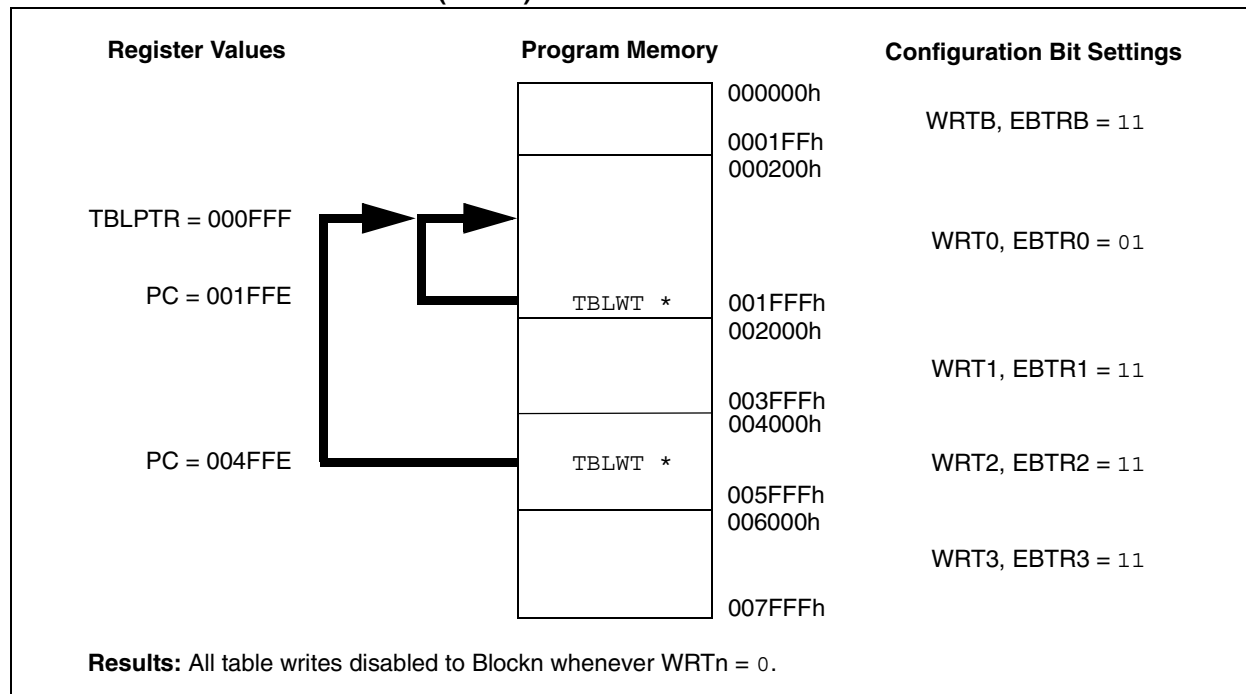 Register Values Program Memory Configuration Bit Settings
000000h
WRTB, EBTRB = 11
0001FFh
000200h
TBLPTR = 000FFF
WRT0, EBTR0 = 01
PC = 001FFE
TBLWT * 001FFFh
002000h
WRT1, EBTR1 = 11
003FFFh
004000h
PC = 004FFE TBLWT * WRT2, EBTR2 = 11
005FFFh
006000h
WRT3, EBTR3 = 11
007FFFh
Results: All table writes disabled to Blockn whenever WRTn = 0.